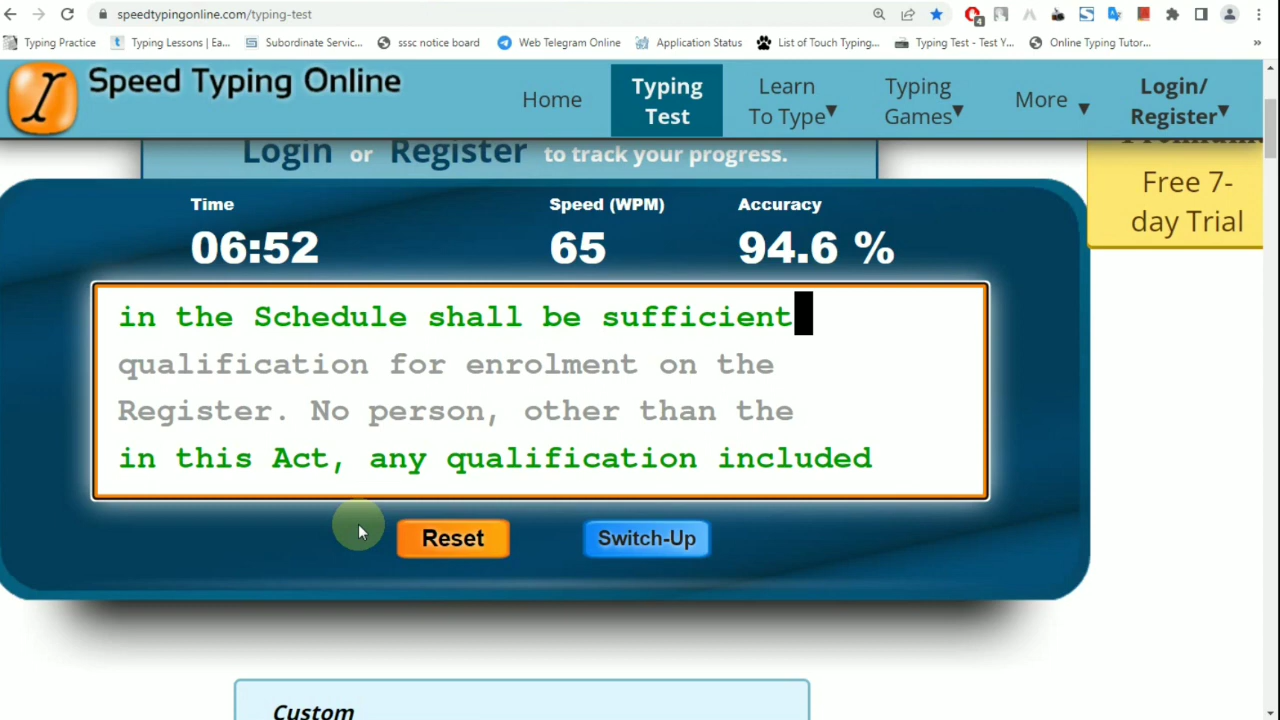 speedtypingonline.com/typing-test
4
Typing Practice
Typing Lessons | Ea...
Subordinate Servic...
sssc notice board
Web Telegram Online
Application Status
List of Touch Typing...
Typing Test - Test Y...
Online Typing Tutor...
»
Speed Typing Online
Home
Typing
Test
Learn
To Type▼
Typing
Games▼
More ▼
Login/
Register▼
Login or Register to track your progress.
Free 7-
day Trial
Time
Speed (WPM)
Accuracy
06:52
65
94.6 %
in the Schedule shall be sufficient
qualification for enrolment on the
Register. No person, other than the
in this Act, any qualification included
Reset
Switch-Up
Custom